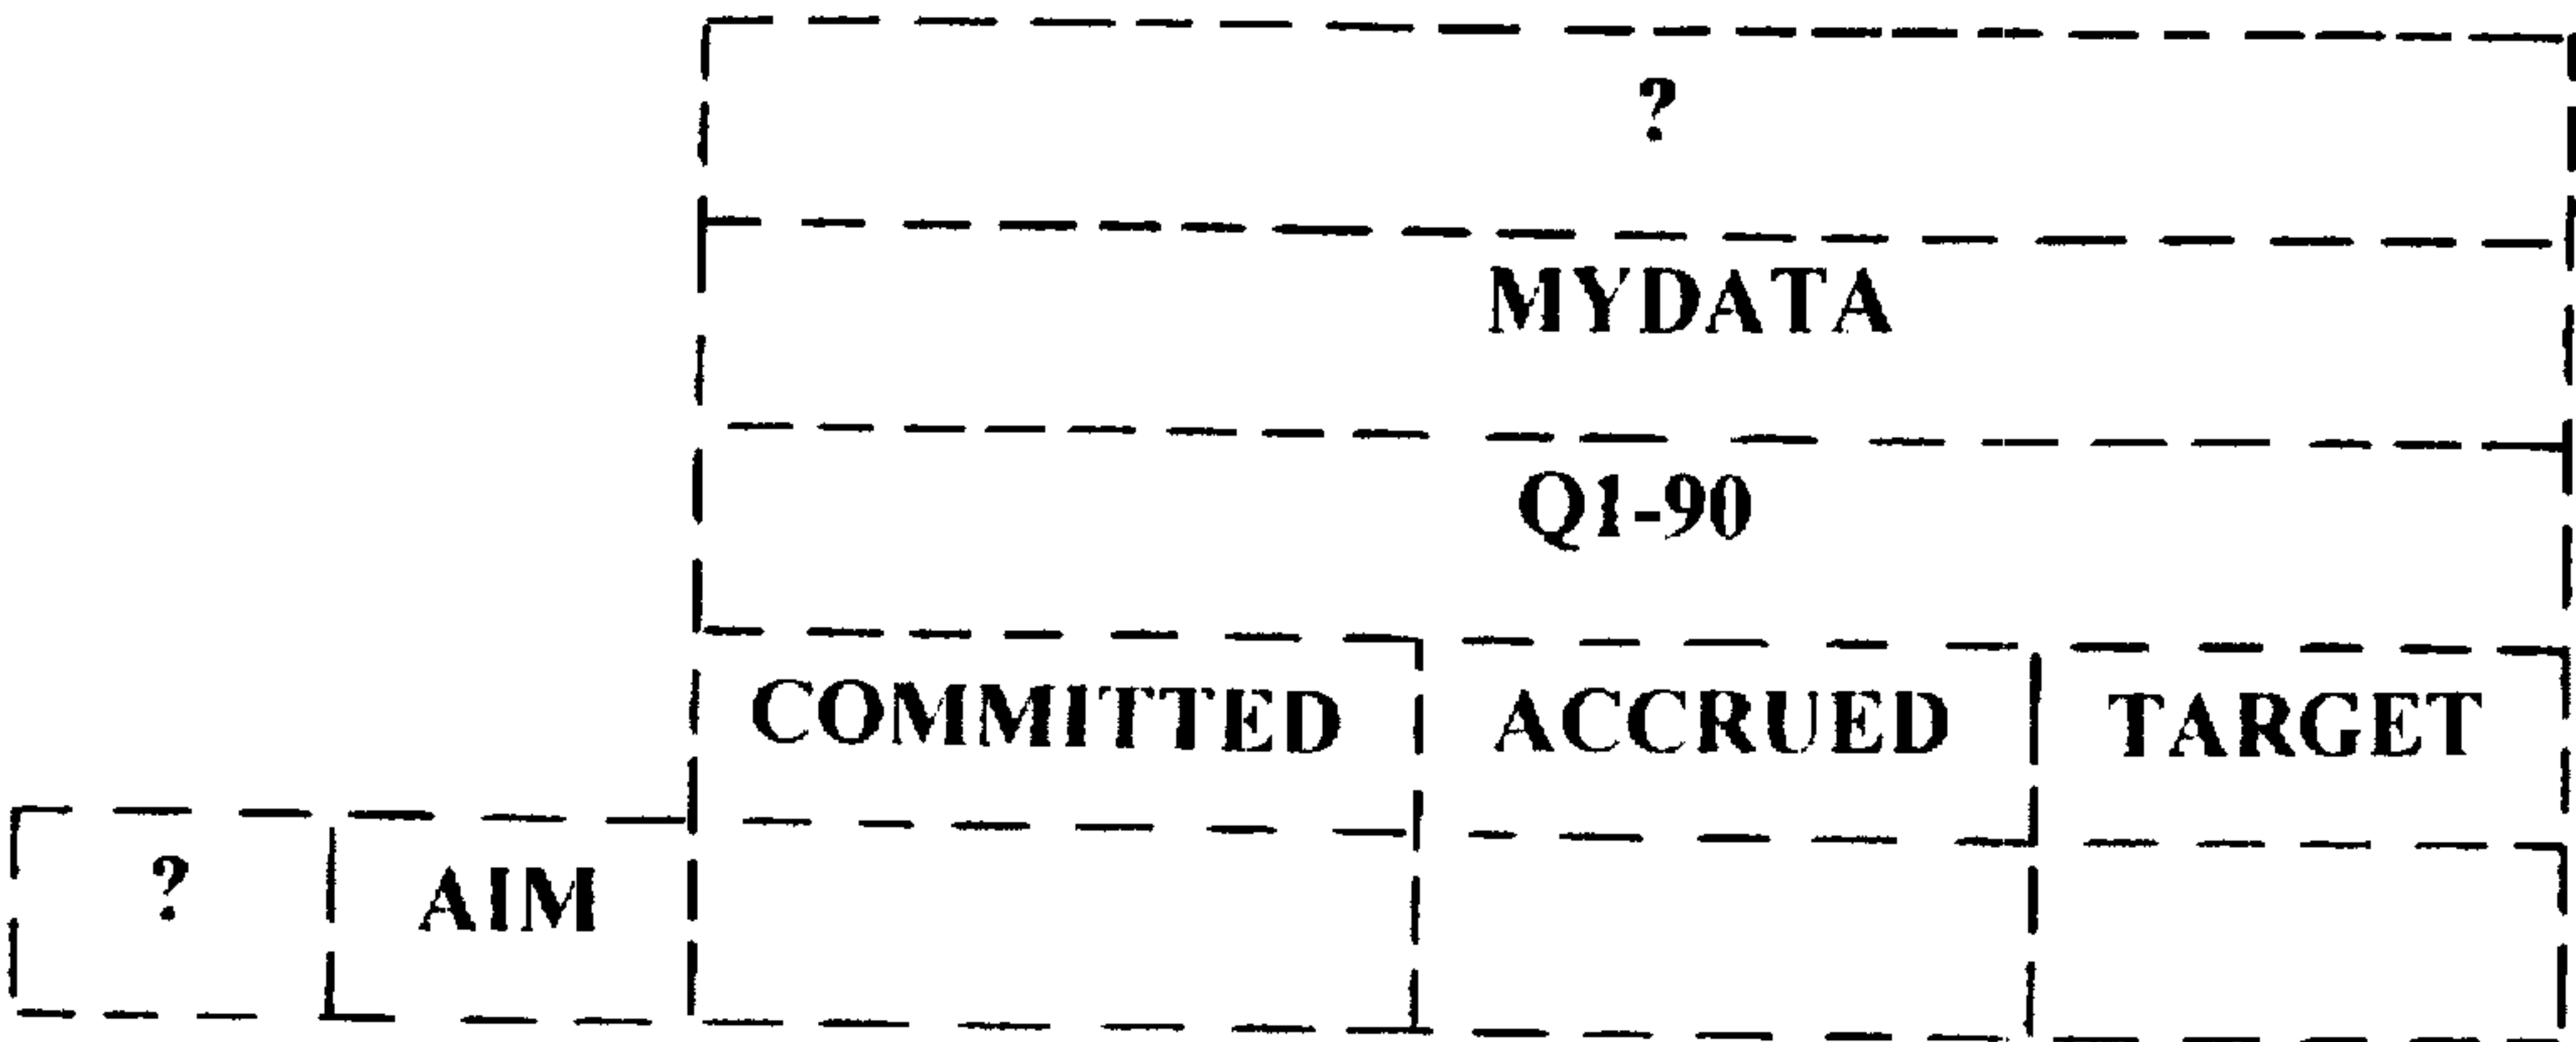 ?
MYDATA
Q1-90
COMMITTED ACCRUED TARGET
? AIM